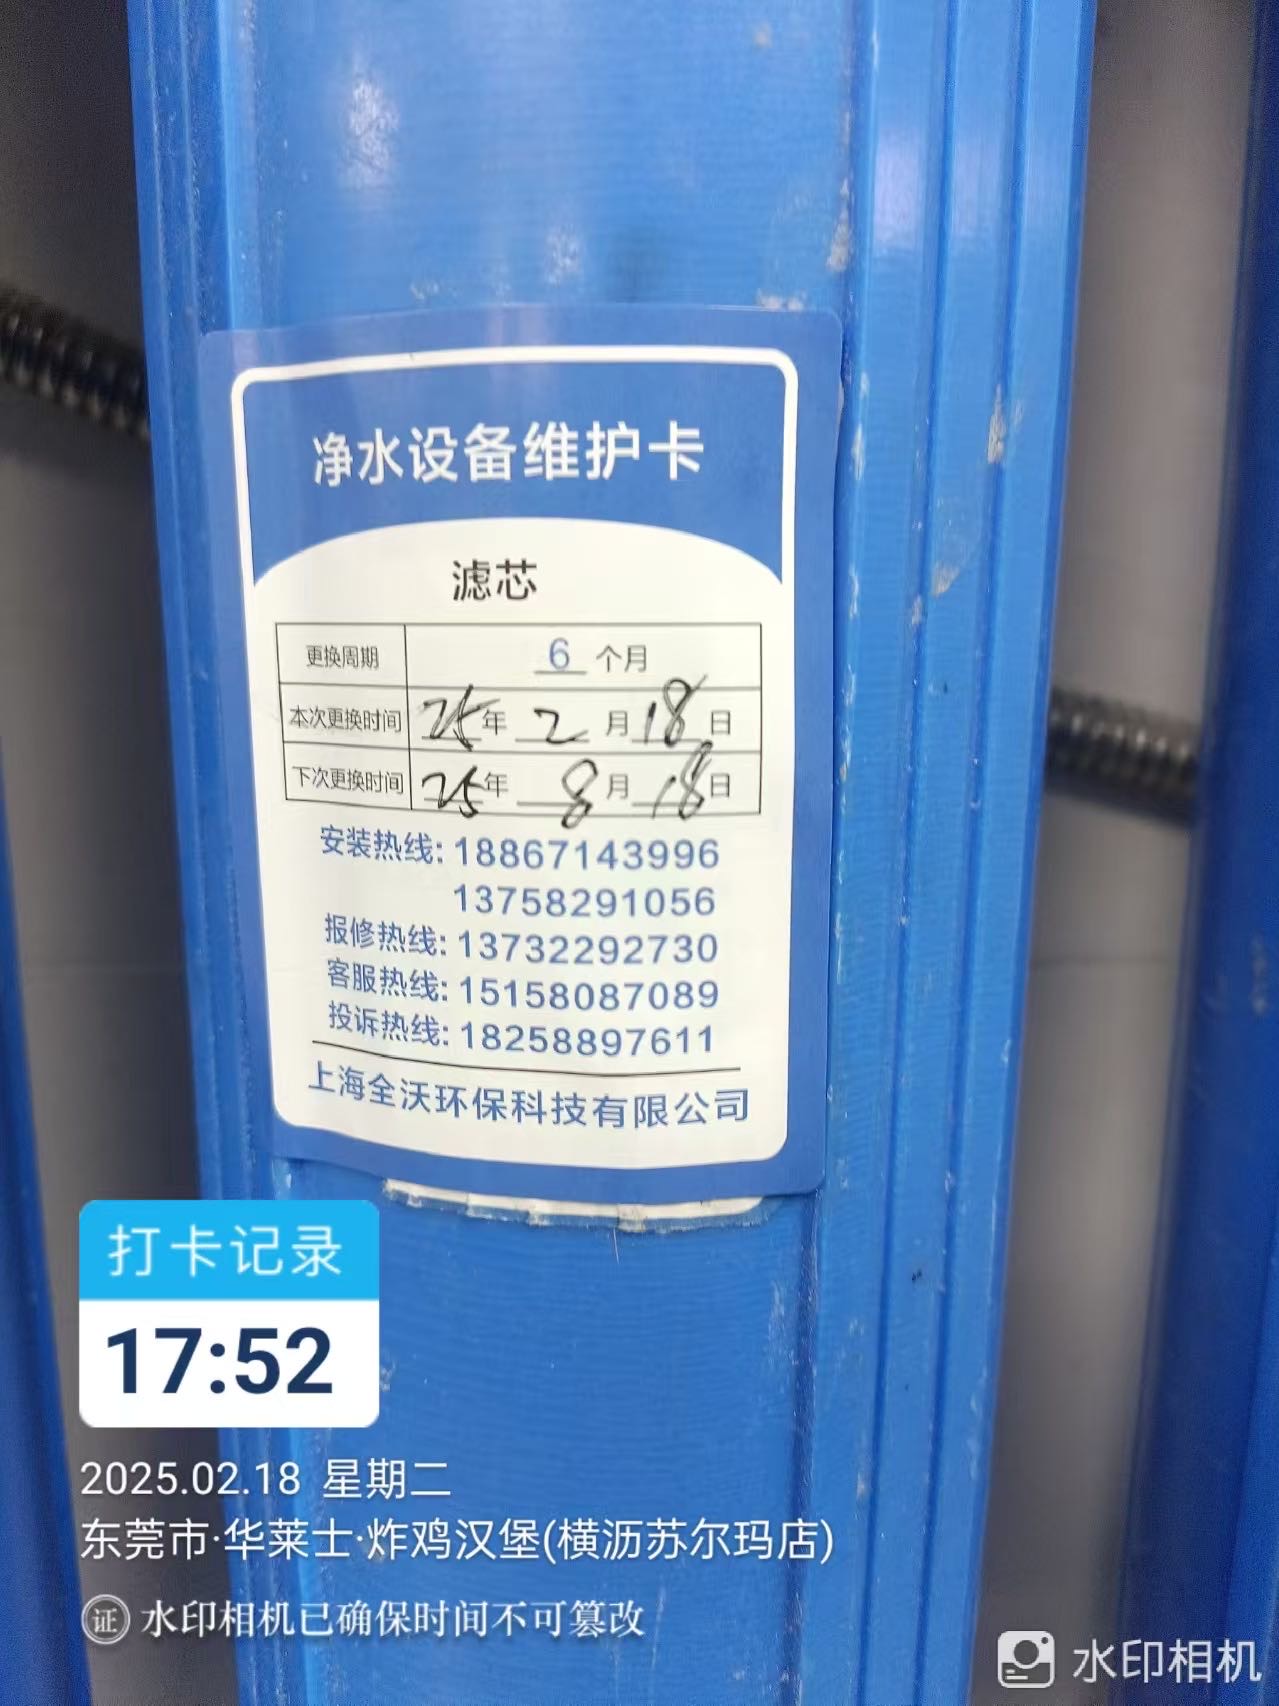 净水设备维护卡
滤芯
更换周期 6 个月
本次更换时间 25年 2 月 18 日
下次更换时间 25年 8 月 18 日
安装热线: 18867143996
13758291056
报修热线: 13732292730
客服热线: 15158087089
投诉热线: 18258897611
上海全沃环保科技有限公司
打卡记录
17:52
2025.02.18 星期二
东莞市·华莱士·炸鸡汉堡(横沥苏尔玛店)
证 水印相机已确保时间不可篡改
水印相机